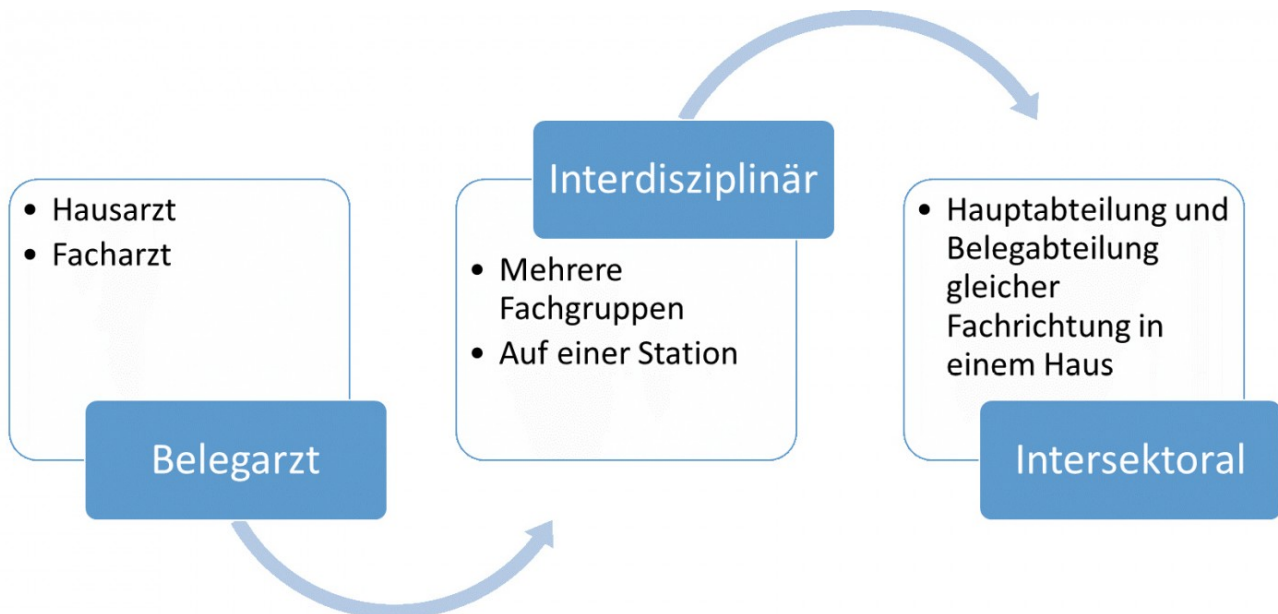 • Hausarzt
• Facharzt
Belegarzt
Interdisziplinär
• Mehrere
Fachgruppen
• Auf einer Station
• Hauptabteilung und
Belegabteilung
gleicher
Fachrichtung in
einem Haus
Intersektoral